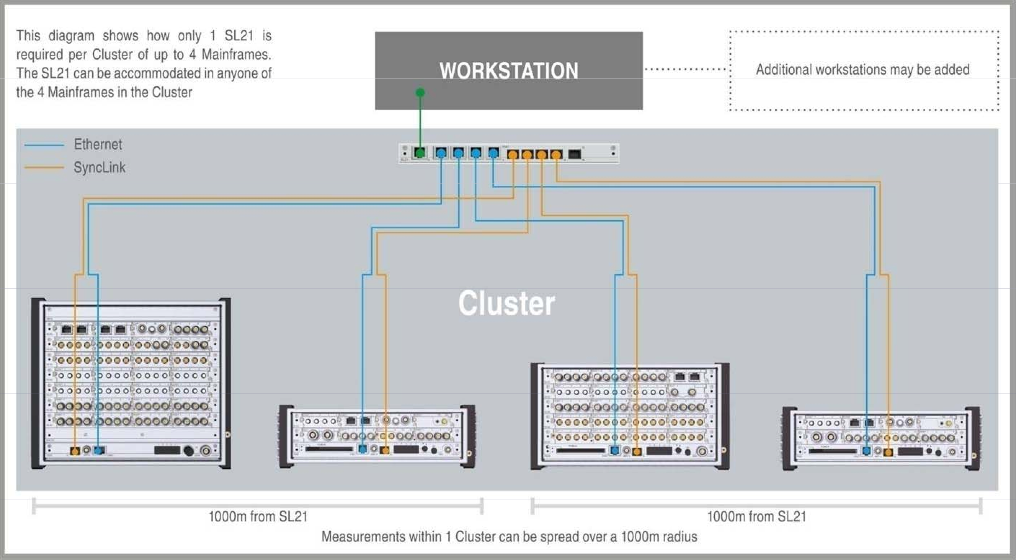 This diagram shows how only 1 SL21 is
required per Cluster of up to 4 Mainframes.
The SL21 can be accommodated in anyone of
the 4 Mainframes in the Cluster
WORKSTATION
Additional workstations may be added
Ethernet
SyncLink
Cluster
1000m from SL21
1000m from SL21
Measurements within 1 Cluster can be spread over a 1000m radius